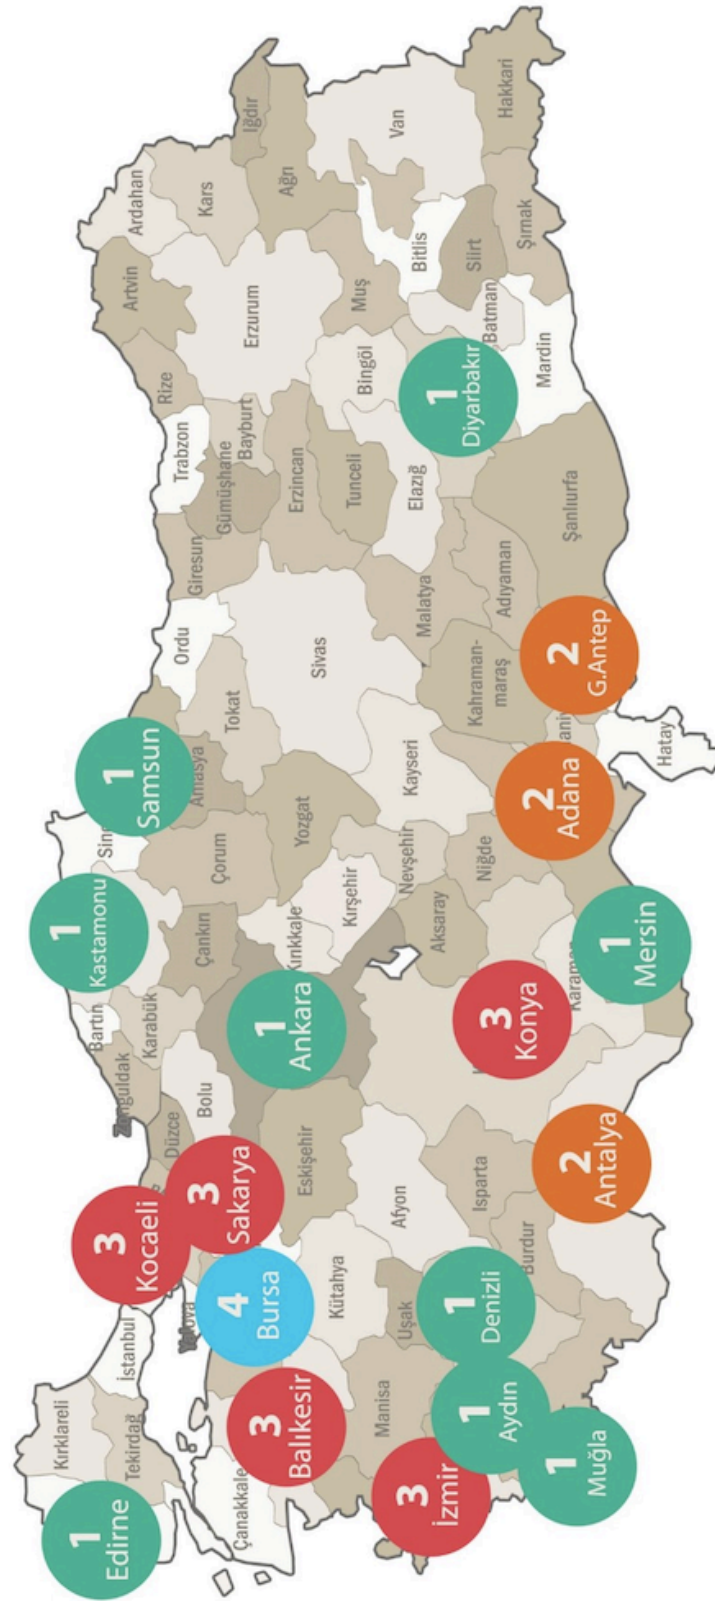 Kırklareli
Tekirdağ
1
Edirne
İstanbul
Yalova
Çanakkale
3
Kocaeli
3
Sakarya
4
Bursa
3
Balıkesir
3
İzmir
Manisa
Kütahya
Uşak
1
Aydın
1
Muğla
1
Denizli
Burdur
Isparta
Afyon
Eskişehir
2
Antalya
Düzce
Bolu
Zonguldak
Bartın
Karabük
1
Kastamonu
Çankırı
1
Ankara
3
Konya
Karaman
1
Mersin
Aksaray
Niğde
Nevşehir
Kırşehir
Kırıkkale
Yozgat
Çorum
1
Samsun
Amasya
Tokat
Ordu
Sivas
Kayseri
2
Adana
Hatay
2
G.Antep
Kahraman-
maraş
Malatya
Adıyaman
Şanlıurfa
Giresun
Trabzon
Gümüşhane
Bayburt
Rize
Artvin
Ardahan
Kars
Iğdır
Ağrı
Erzurum
Erzincan
Tunceli
Elazığ
Bingöl
Muş
1
Diyarbakır
Batman
Mardin
Siirt
Bitlis
Şırnak
Van
Hakkari